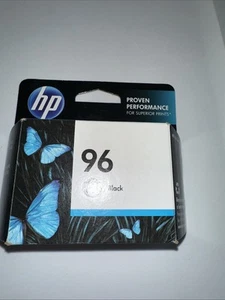 hp
PROVEN
PERFORMANCE
FOR SUPERIOR PRINTS
96
Black